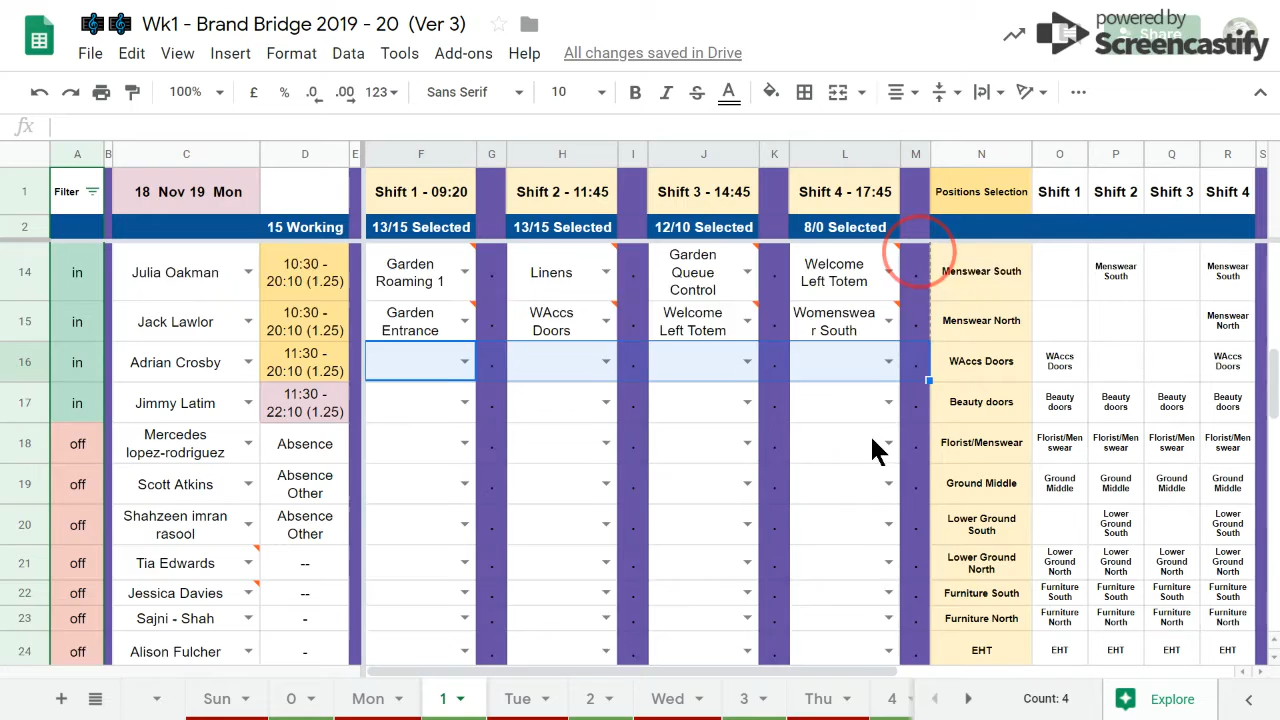 Wk1 - Brand Bridge 2019 - 20 (Ver 3)
powered by
Screencastify
Share
File Edit View Insert Format Data Tools Add-ons Help All changes saved in Drive
100% £ % .0 .00 123 Sans Serif 10 B I S A
fx
A B C D E F G H I J K L M N O P Q R S
1 Filter 18 Nov 19 Mon Shift 1 - 09:20 Shift 2 - 11:45 Shift 3 - 14:45 Shift 4 - 17:45 Positions Selection Shift 1 Shift 2 Shift 3 Shift 4
2 15 Working 13/15 Selected 13/15 Selected 12/10 Selected 8/0 Selected
14 in Julia Oakman 10:30 - 20:10 (1.25) Garden Roaming 1 . Linens . Garden Queue Control . Welcome Left Totem . Menswear South Menswear South Menswear South
15 in Jack Lawlor 10:30 - 20:10 (1.25) Garden Entrance . WAccs Doors . Welcome Left Totem . Womenswear South . Menswear North Menswear North
16 in Adrian Crosby 11:30 - 20:10 (1.25) . . . . WAccs Doors WAccs Doors WAccs Doors
17 in Jimmy Latim 11:30 - 22:10 (1.25) . . . . Beauty doors Beauty doors Beauty doors Beauty doors Beauty doors
18 off Mercedes lopez-rodriguez Absence . . . . Florist/Menswear Florist/Menswear Florist/Menswear Florist/Menswear Florist/Menswear
19 off Scott Atkins Absence Other . . . . Ground Middle Ground Middle Ground Middle Ground Middle Ground Middle
20 off Shahzeen imran rasool Absence Other . . . . Lower Ground South Lower Ground South Lower Ground South
21 off Tia Edwards -- . . . . Lower Ground North Lower Ground North Lower Ground North Lower Ground North Lower Ground North
22 off Jessica Davies -- . . . . Furniture South Furniture South Furniture South Furniture South Furniture South
23 off Sajni - Shah - . . . . Furniture North Furniture North Furniture North Furniture North Furniture North
24 off Alison Fulcher - . . . . EHT EHT EHT EHT EHT
+ Sun 0 Mon 1 Tue 2 Wed 3 Thu 4 Count: 4 Explore